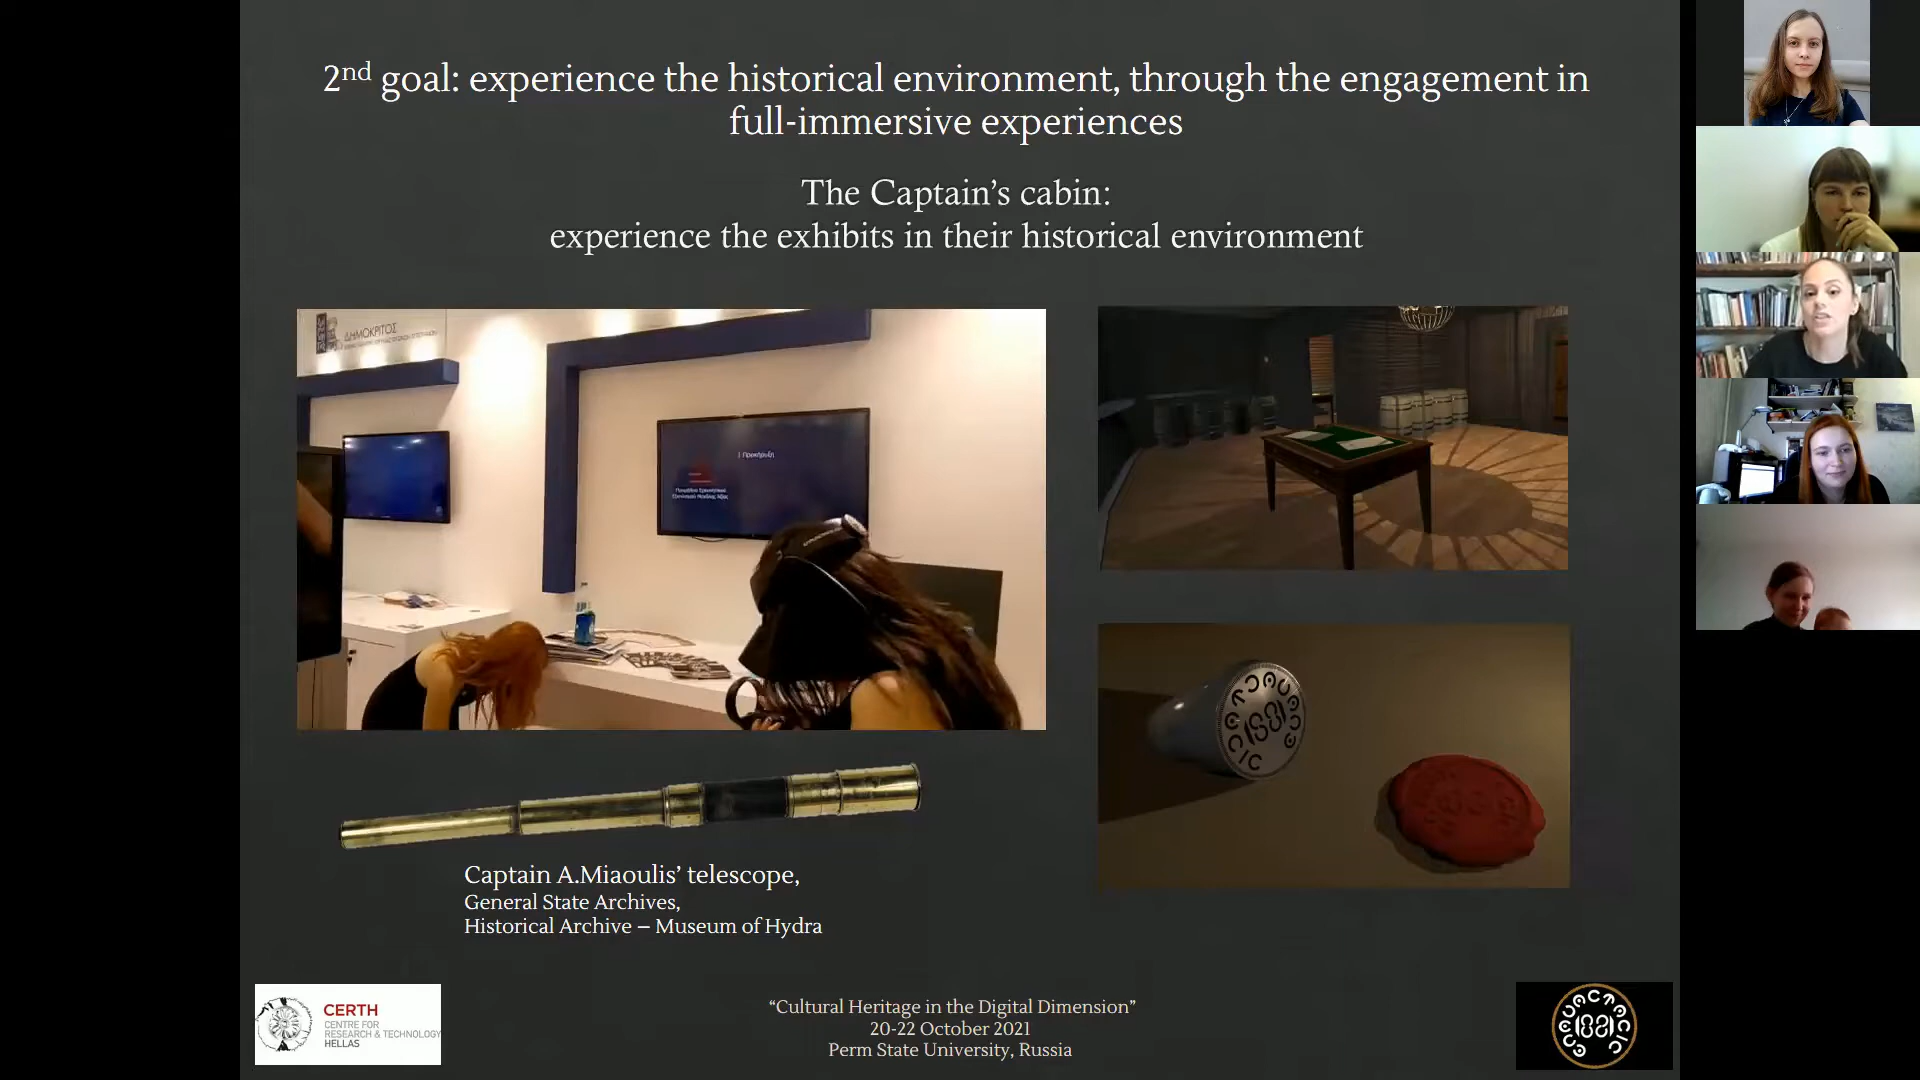 2nd goal: experience the historical environment, through the engagement in
full-immersive experiences
The Captain’s cabin:
experience the exhibits in their historical environment
ΔΗΜΟΚΡΙΤΟΣ
Προκήρυξη
Captain A.Miaoulis’ telescope,
General State Archives,
Historical Archive – Museum of Hydra
CERTH
CENTRE FOR
RESEARCH & TECHNOLOGY
HELLAS
“Cultural Heritage in the Digital Dimension”
20-22 October 2021
Perm State University, Russia